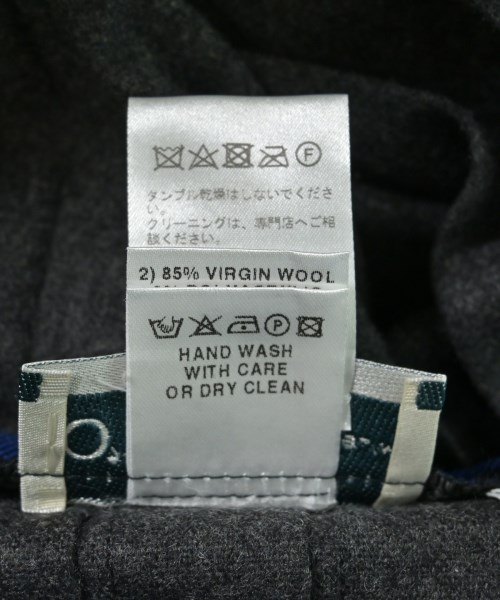 F
タンブル乾燥はしないでくださ
い。
クリーニングは、専門店へご相
談ください。
2) 85% VIRGIN WOOL
P
HAND WASH
WITH CARE
OR DRY CLEAN